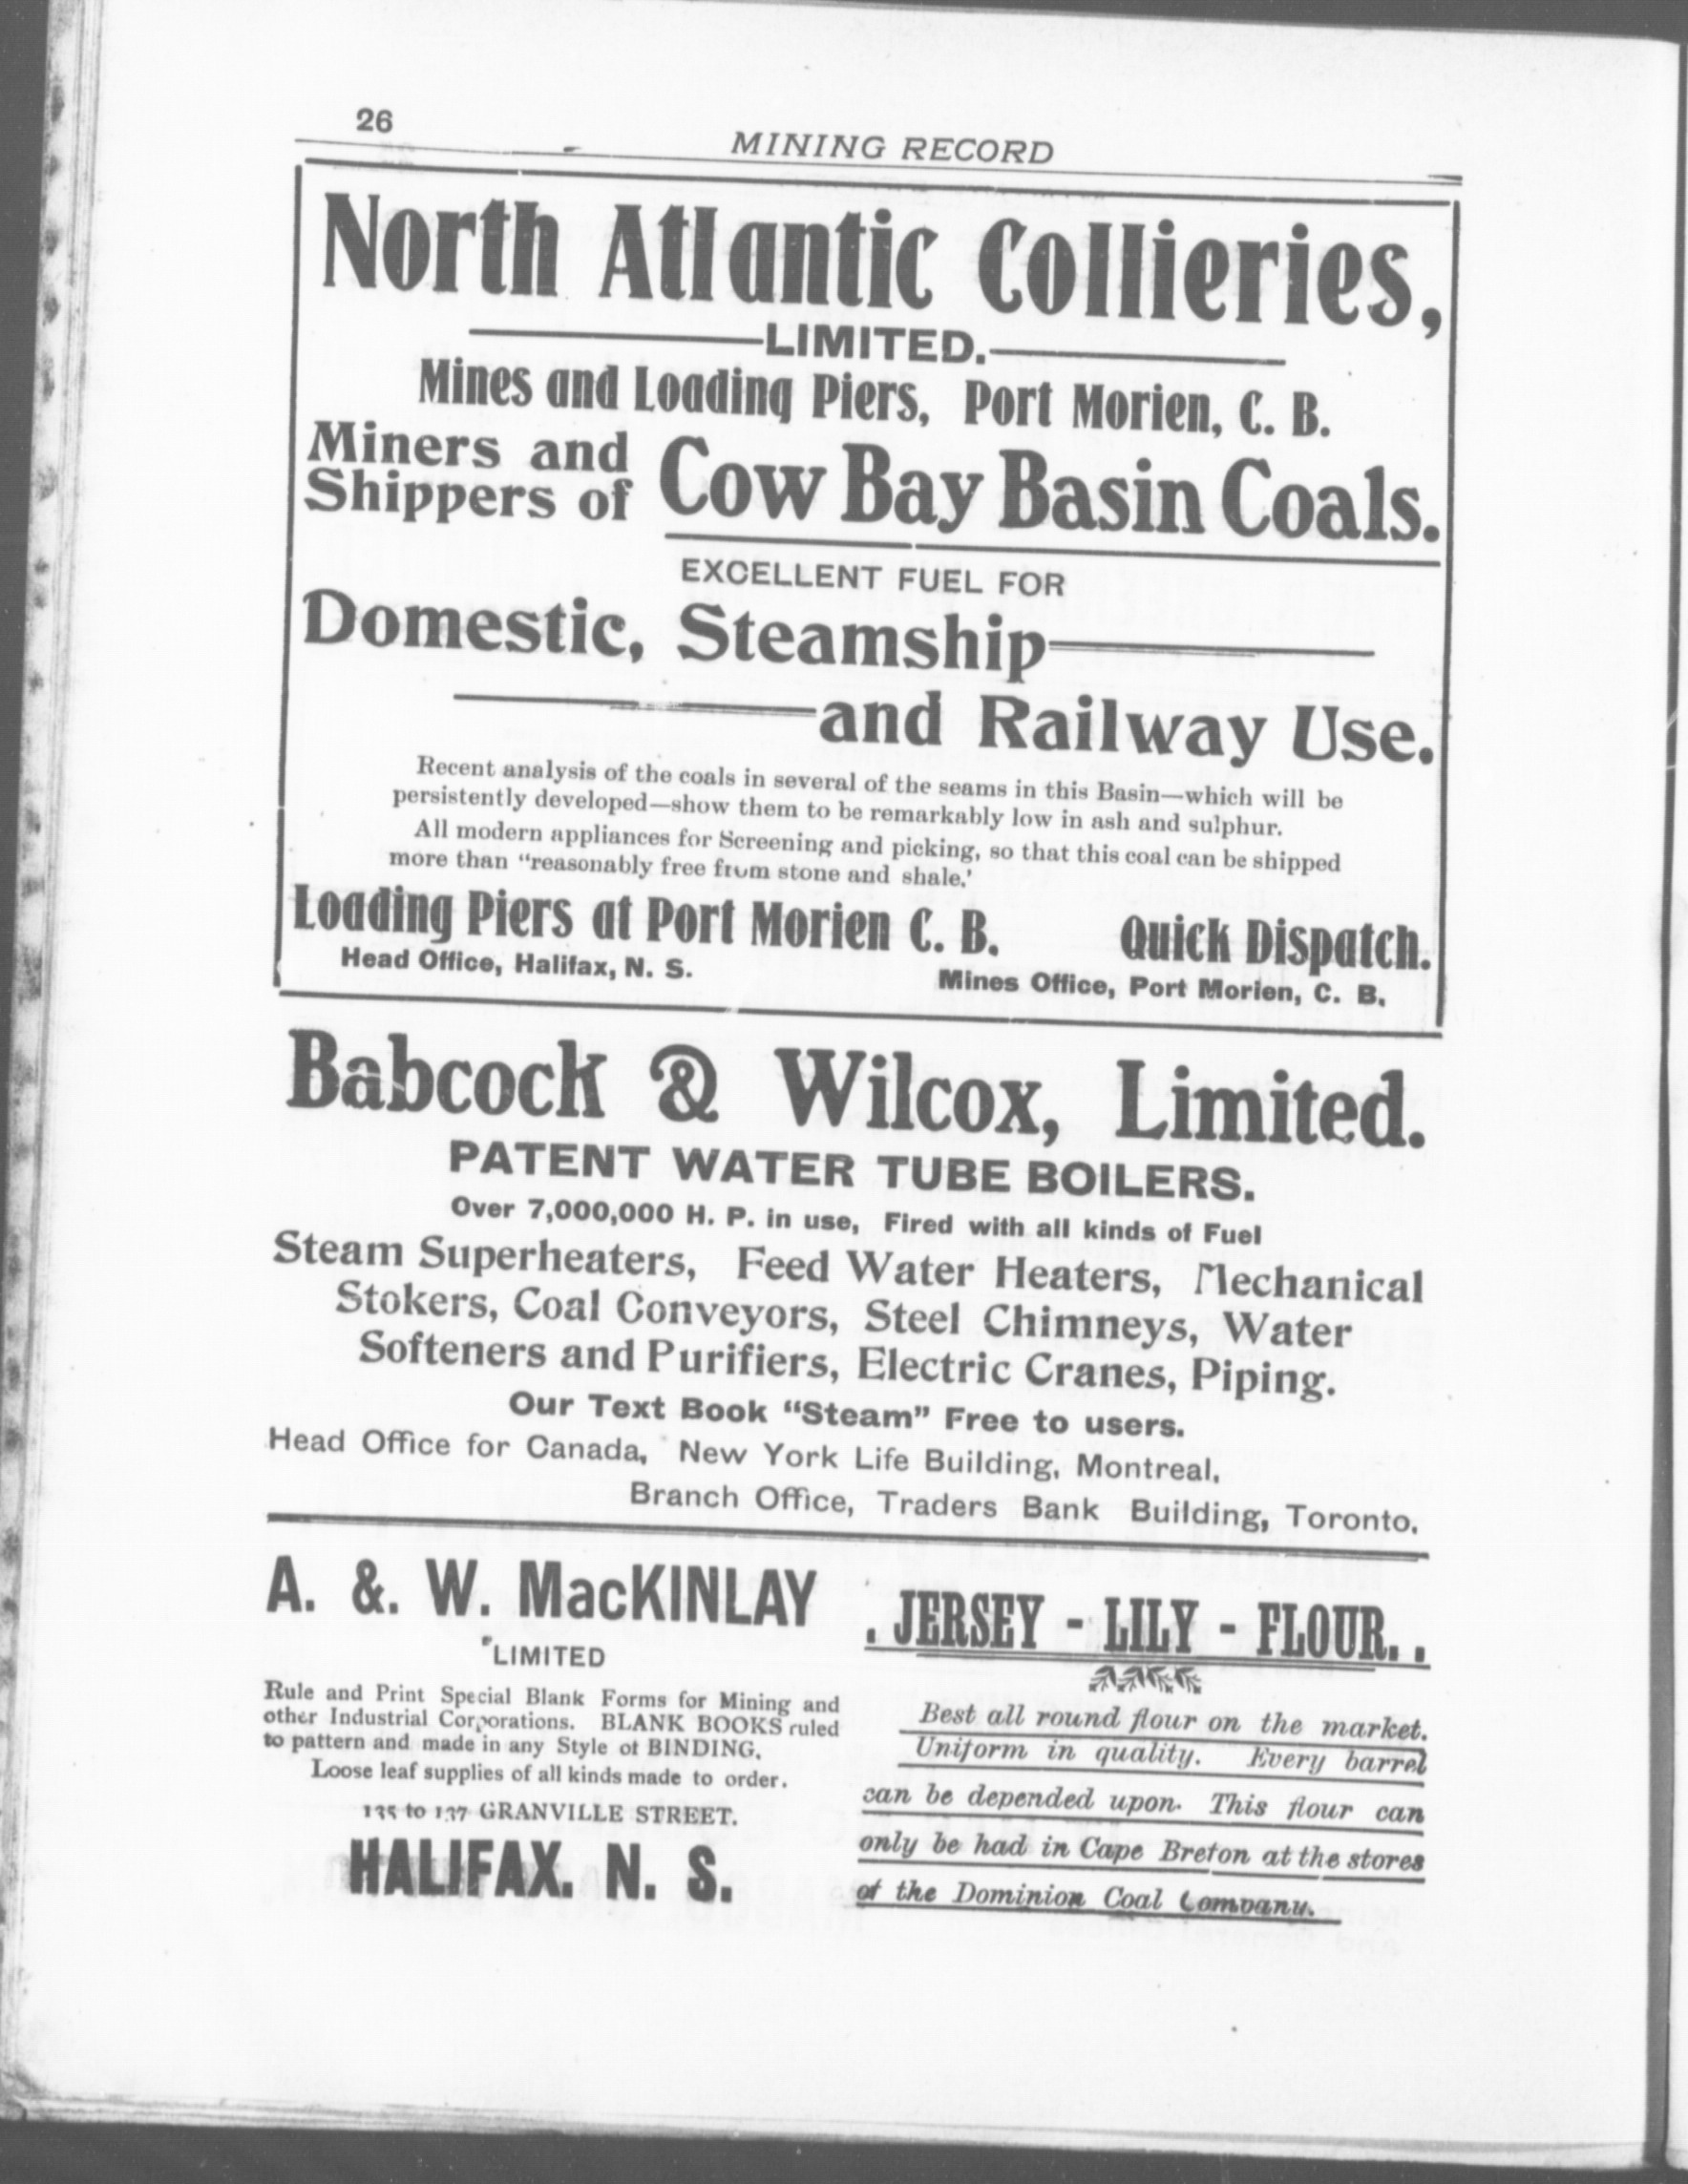 26
MINING RECORD
North Atlantic Collieries,
LIMITED.
Mines and Loading Piers, Port Morien, C. B.
Miners and
Shippers of
Cow Bay Basin Coals.
EXCELLENT FUEL FOR
Domestic, Steamship
and Railway Use.
Recent analysis of the coals in several of the seams in this Basin—which will be
persistently developed—show them to be remarkably low in ash and sulphur.
All modern appliances for Screening and picking, so that this coal can be shipped
more than "reasonably free from stone and shale.'
Loading Piers at Port Morien C. B. Quick Dispatch.
Head Office, Halifax, N. S.
Mines Office, Port Morien, C. B.
Babcock & Wilcox, Limited.
PATENT WATER TUBE BOILERS.
Over 7,000,000 H. P. in use, Fired with all kinds of Fuel
Steam Superheaters, Feed Water Heaters, Mechanical
Stokers, Coal Conveyors, Steel Chimneys, Water
Softeners and Purifiers, Electric Cranes, Piping.
Our Text Book "Steam" Free to users.
Head Office for Canada, New York Life Building, Montreal,
Branch Office, Traders Bank Building, Toronto.
A. &. W. MacKINLAY
LIMITED
Rule and Print Special Blank Forms for Mining and
other Industrial Corporations. BLANK BOOKS ruled
to pattern and made in any Style of BINDING.
Loose leaf supplies of all kinds made to order.
135 to 137 GRANVILLE STREET.
HALIFAX. N. S.
. JERSEY - LILY - FLOUR. .
Best all round flour on the market.
Uniform in quality. Every barrel
can be depended upon. This flour can
only be had in Cape Breton at the stores
of the Dominion Coal Company.